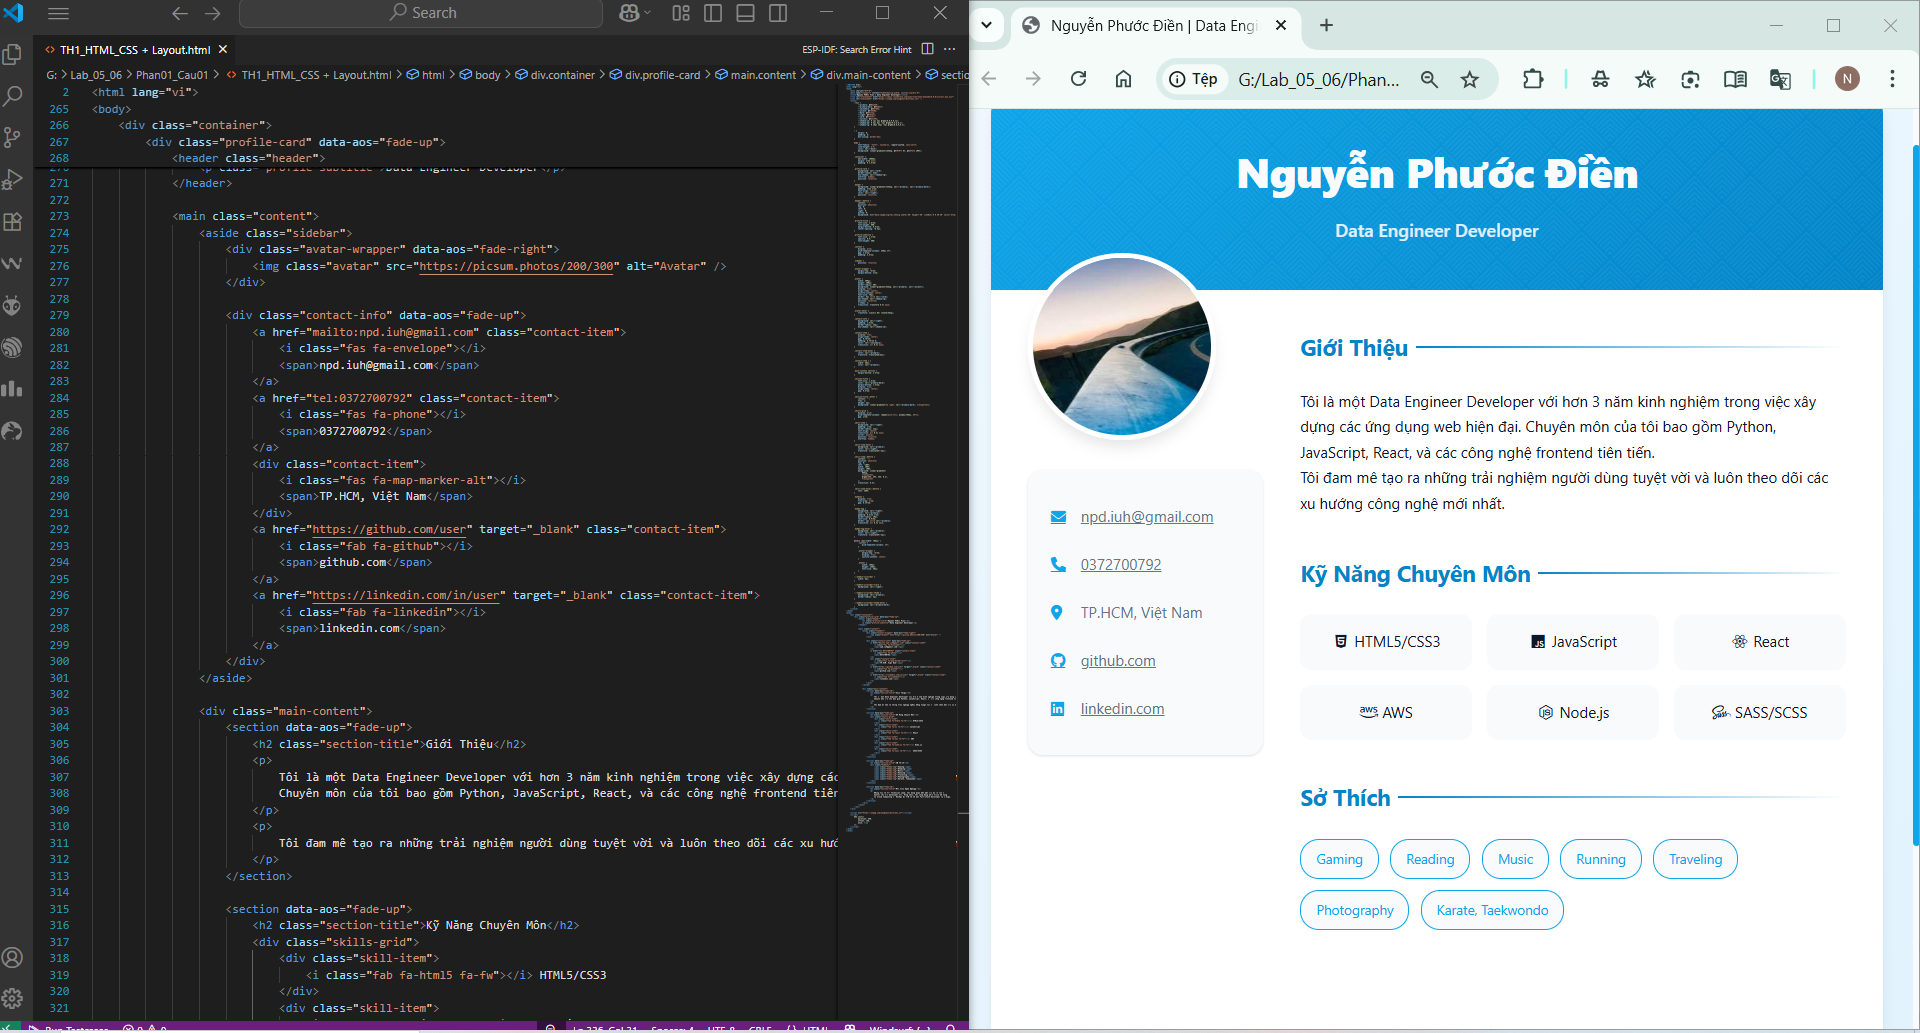 Search
TH1_HTML_CSS + Layout.html
ESP-IDF: Search Error Hint
G: > Lab_05_06 > Phan01_Cau01 > TH1_HTML_CSS + Layout.html > html > body > div.container > div.profile-card > main.content > div.main-content > sectio
2 <html lang="vi">
265 <body>
266 <div class="container">
267 <div class="profile-card" data-aos="fade-up">
268 <header class="header">
271 </header>
272
273 <main class="content">
274 <aside class="sidebar">
275 <div class="avatar-wrapper" data-aos="fade-right">
276 <img class="avatar" src="https://picsum.photos/200/300" alt="Avatar" />
277 </div>
278
279 <div class="contact-info" data-aos="fade-up">
280 <a href="mailto:npd.iuh@gmail.com" class="contact-item">
281 <i class="fas fa-envelope"></i>
282 <span>npd.iuh@gmail.com</span>
283 </a>
284 <a href="tel:0372700792" class="contact-item">
285 <i class="fas fa-phone"></i>
286 <span>0372700792</span>
287 </a>
288 <div class="contact-item">
289 <i class="fas fa-map-marker-alt"></i>
290 <span>TP.HCM, Việt Nam</span>
291 </div>
292 <a href="https://github.com/user" target="_blank" class="contact-item">
293 <i class="fab fa-github"></i>
294 <span>github.com</span>
295 </a>
296 <a href="https://linkedin.com/in/user" target="_blank" class="contact-item">
297 <i class="fab fa-linkedin"></i>
298 <span>linkedin.com</span>
299 </a>
300 </div>
301 </aside>
302
303 <div class="main-content">
304 <section data-aos="fade-up">
305 <h2 class="section-title">Giới Thiệu</h2>
306 <p>
307 Tôi là một Data Engineer Developer với hơn 3 năm kinh nghiệm trong việc xây dựng các
308 Chuyên môn của tôi bao gồm Python, JavaScript, React, và các công nghệ frontend tiên
309 </p>
310 <p>
311 Tôi đam mê tạo ra những trải nghiệm người dùng tuyệt vời và luôn theo dõi các xu hướ
312 </p>
313 </section>
314
315 <section data-aos="fade-up">
316 <h2 class="section-title">Kỹ Năng Chuyên Môn</h2>
317 <div class="skills-grid">
318 <div class="skill-item">
319 <i class="fab fa-html5 fa-fw"></i> HTML5/CSS3
320 </div>
321 <div class="skill-item">
Nguyễn Phước Điền | Data Engi
Tệp
G:/Lab_05_06/Phan...
N
Nguyễn Phước Điền
Data Engineer Developer
npd.iuh@gmail.com
0372700792
TP.HCM, Việt Nam
github.com
linkedin.com
Giới Thiệu
Tôi là một Data Engineer Developer với hơn 3 năm kinh nghiệm trong việc xây
dựng các ứng dụng web hiện đại. Chuyên môn của tôi bao gồm Python,
JavaScript, React, và các công nghệ frontend tiên tiến.
Tôi đam mê tạo ra những trải nghiệm người dùng tuyệt vời và luôn theo dõi các
xu hướng công nghệ mới nhất.
Kỹ Năng Chuyên Môn
HTML5/CSS3
JavaScript
React
aws AWS
Node.js
SASS/SCSS
Sở Thích
Gaming
Reading
Music
Running
Traveling
Photography
Karate, Taekwondo